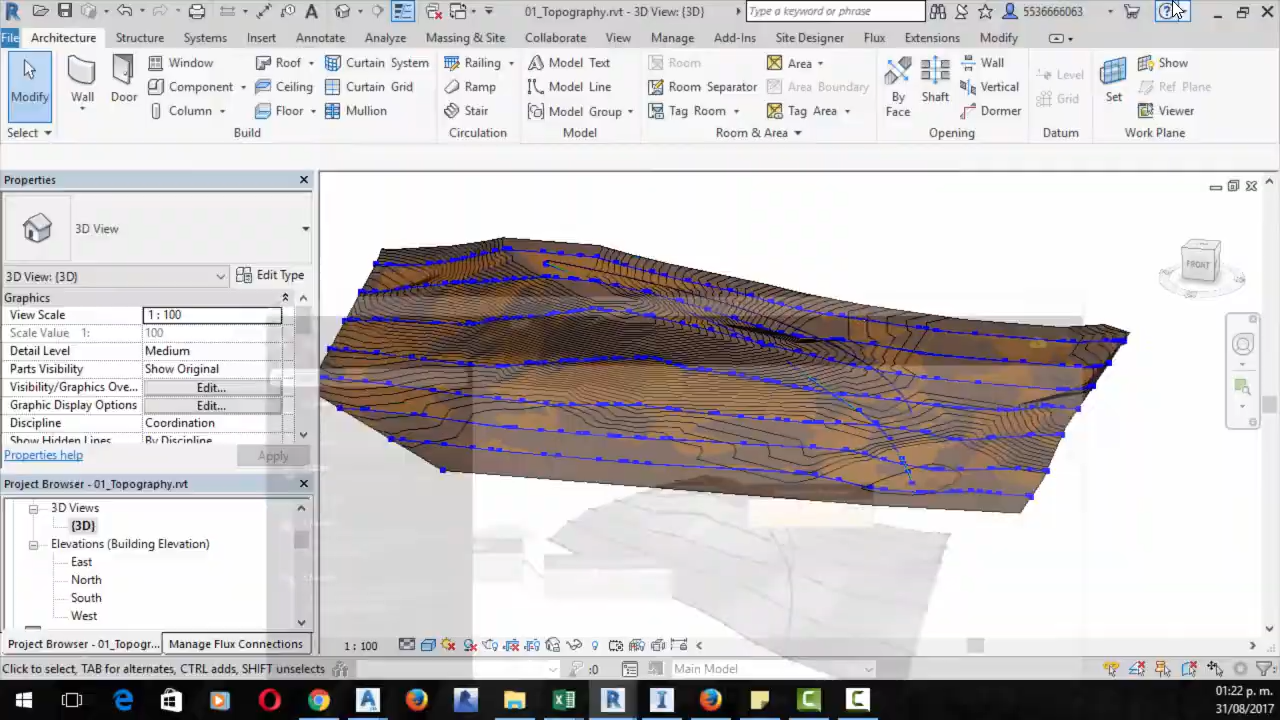 01_Topography.rvt - 3D View: {3D}
Type a keyword or phrase
5536666063
File
Architecture
Structure
Systems
Insert
Annotate
Analyze
Massing & Site
Collaborate
View
Manage
Add-Ins
Site Designer
Flux
Extensions
Modify
Modify
Select
Wall
Door
Window
Component
Column
Roof
Ceiling
Floor
Curtain System
Curtain Grid
Mullion
Build
Railing
Ramp
Stair
Circulation
Model Text
Model Line
Model Group
Model
Room
Room Separator
Tag Room
Area
Area Boundary
Tag Area
Room & Area
By
Face
Shaft
Wall
Vertical
Dormer
Opening
Level
Grid
Datum
Set
Show
Ref Plane
Viewer
Work Plane
Properties
3D View
3D View: {3D}
Edit Type
Graphics
View Scale 1 : 100
Scale Value 1: 100
Detail Level Medium
Parts Visibility Show Original
Visibility/Graphics Ove... Edit...
Graphic Display Options Edit...
Discipline Coordination
Show Hidden Lines By Discipline
Properties help
Apply
Project Browser - 01_Topography.rvt
3D Views
{3D}
Elevations (Building Elevation)
East
North
South
West
Project Browser - 01_Topogr...
Manage Flux Connections
FRONT
1 : 100
Click to select, TAB for alternates, CTRL adds, SHIFT unselects
:0
Main Model
01:22 p. m.
31/08/2017